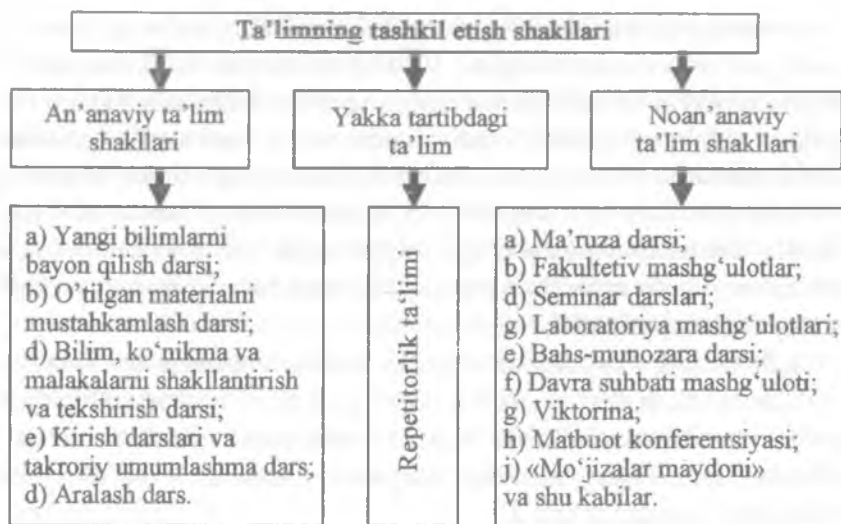 Ta'limning tashkil etish shakllari
An'anaviy ta'lim
shakllari
Yakka tartibdagi
ta'lim
Noan'anaviy
ta'lim shakllari
a) Yangi bilimlarni
bayon qilish darsi;
b) O'tilgan materialni
mustahkamlash darsi;
d) Bilim, ko'nikma va
malakalarni shakllantirish
va tekshirish darsi;
e) Kirish darslari va
takroriy umumlashma dars;
d) Aralash dars.
Repetitorlik ta'limi
a) Ma'ruza darsi;
b) Fakultetiv mashg'ulotlar;
d) Seminar darslari;
g) Laboratoriya mashg'ulotlari;
e) Bahs-munozara darsi;
f) Davra suhbati mashg'uloti;
g) Viktorina;
h) Matbuot konferentsiyasi;
j) «Mo'jizalar maydoni»
va shu kabilar.